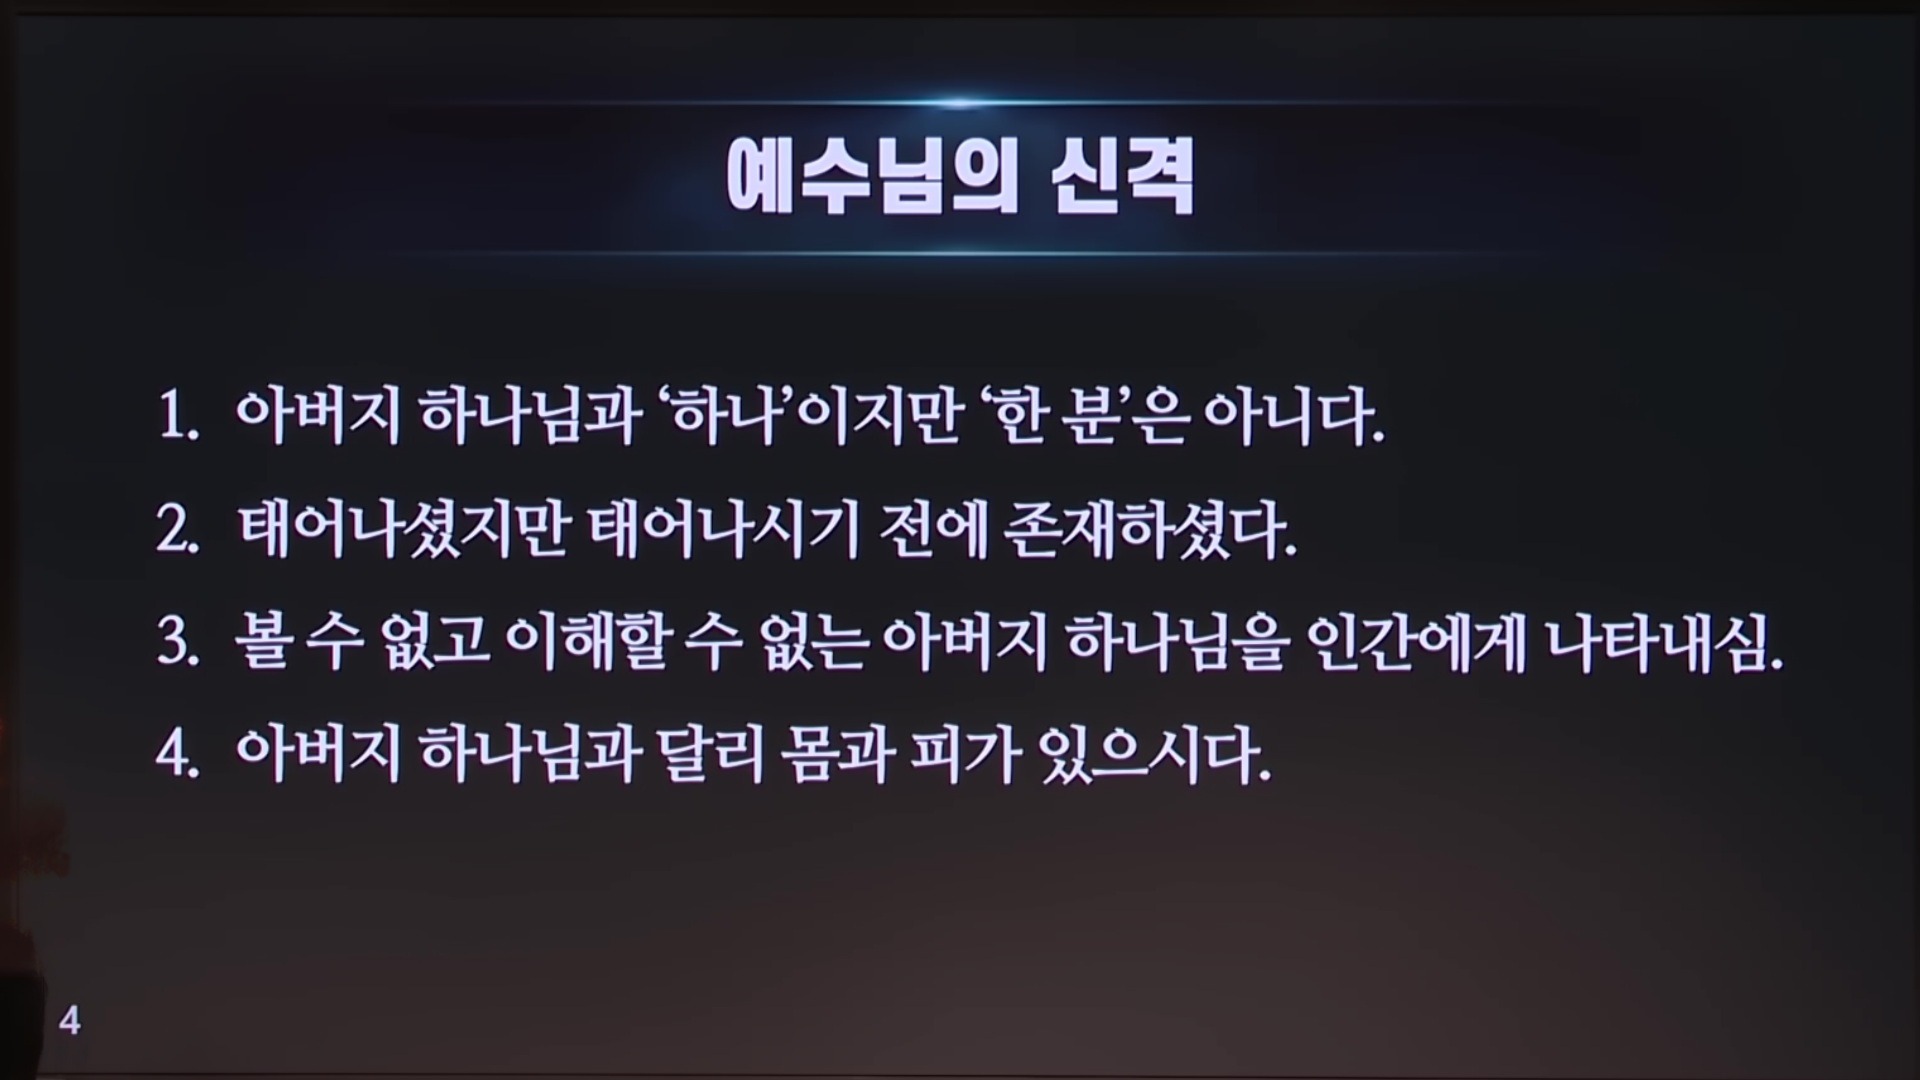 예수님의 신격
1. 아버지 하나님과 ‘하나’이지만 ‘한 분’은 아니다.
2. 태어나셨지만 태어나시기 전에 존재하셨다.
3. 볼 수 없고 이해할 수 없는 아버지 하나님을 인간에게 나타내심.
4. 아버지 하나님과 달리 몸과 피가 있으시다.
4